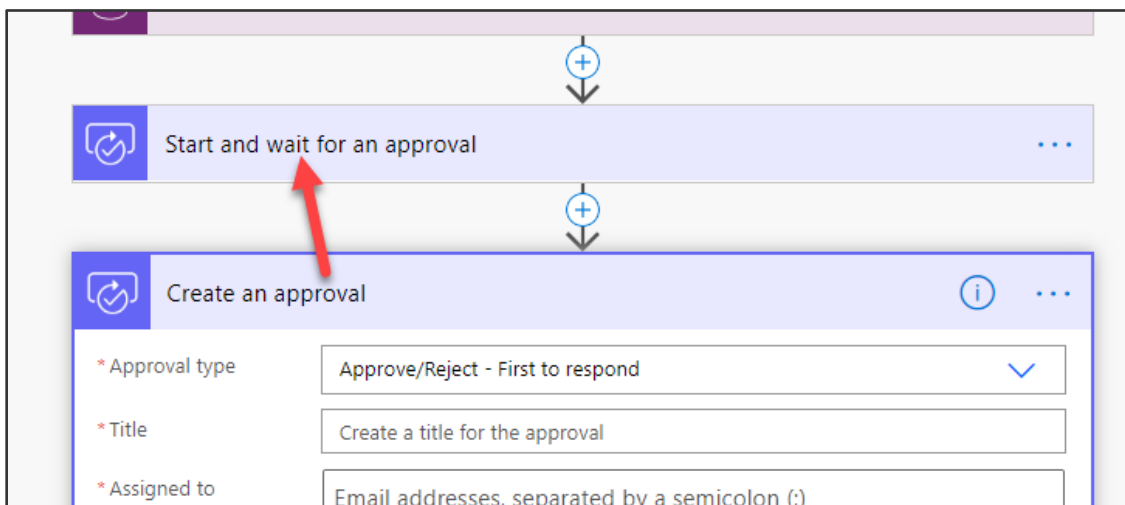 Start and wait for an approval
Create an approval
* Approval type
Approve/Reject - First to respond
* Title
Create a title for the approval
* Assigned to
Email addresses, separated by a semicolon (;)